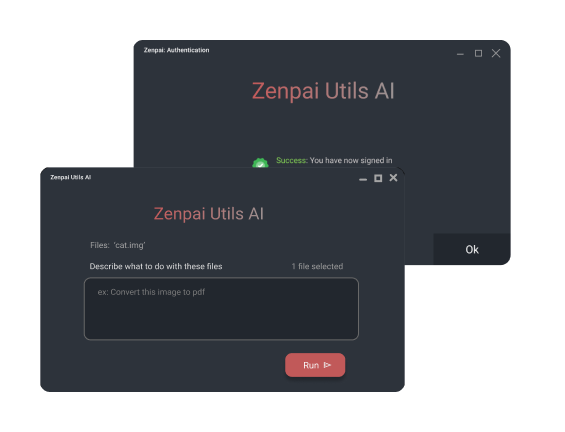 Zenpai: Authentication
Zenpai Utils AI
Success: You have now signed in
Ok
Zenpai Utils AI
Zenpai Utils AI
Files: 'cat.img'
Describe what to do with these files
1 file selected
ex: Convert this image to pdf
Run